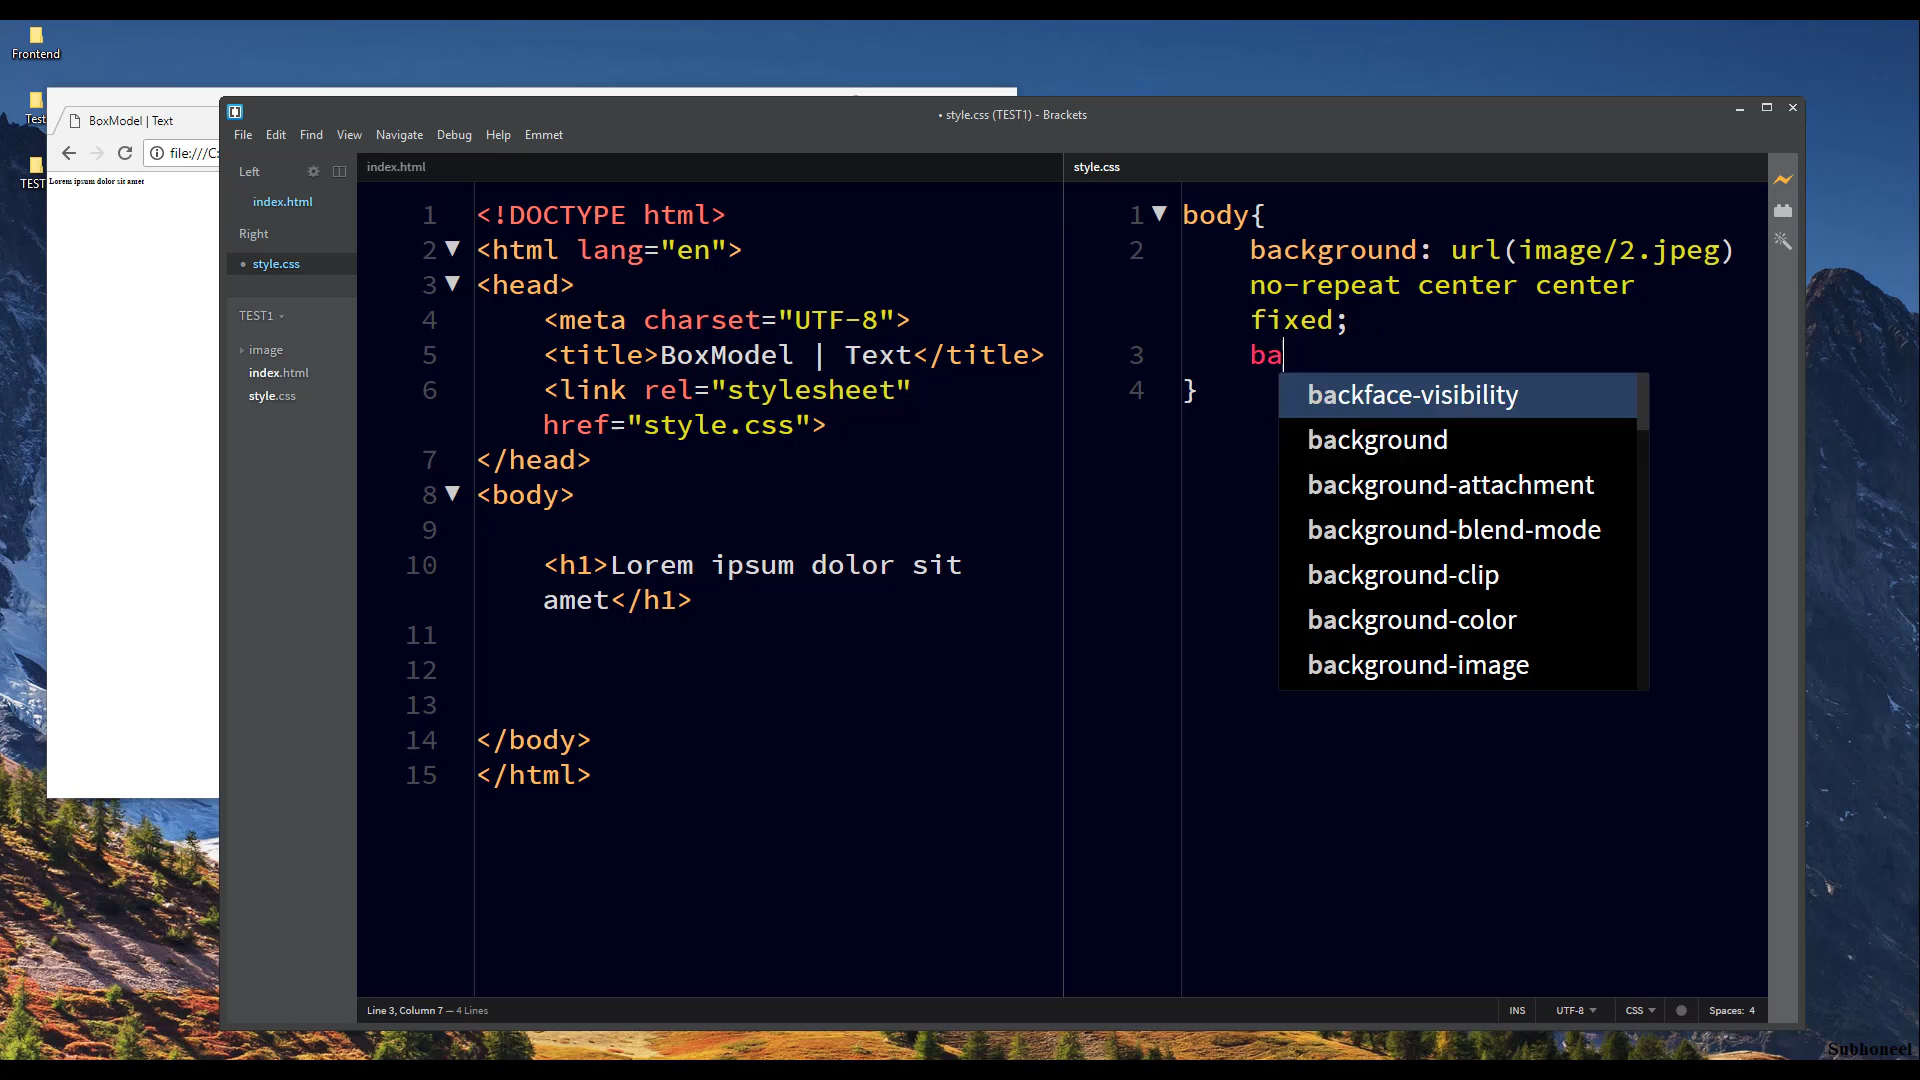 Frontend
Test
TEST
BoxModel | Text
file:///C:
Lorem ipsum dolor sit amet
• style.css (TEST1) - Brackets
File Edit Find View Navigate Debug Help Emmet
Left
index.html
Right
• style.css
TEST1
image
index.html
style.css
index.html
1 <!DOCTYPE html>
2 <html lang="en">
3 <head>
4 <meta charset="UTF-8">
5 <title>BoxModel | Text</title>
6 <link rel="stylesheet"
href="style.css">
7 </head>
8 <body>
9
10 <h1>Lorem ipsum dolor sit
amet</h1>
11
12
13
14 </body>
15 </html>
style.css
1 body{
2 background: url(image/2.jpeg)
no-repeat center center
fixed;
3 ba
4 }
backface-visibility
background
background-attachment
background-blend-mode
background-clip
background-color
background-image
Line 3, Column 7 — 4 Lines
INS UTF-8 CSS Spaces: 4
Subhoneel